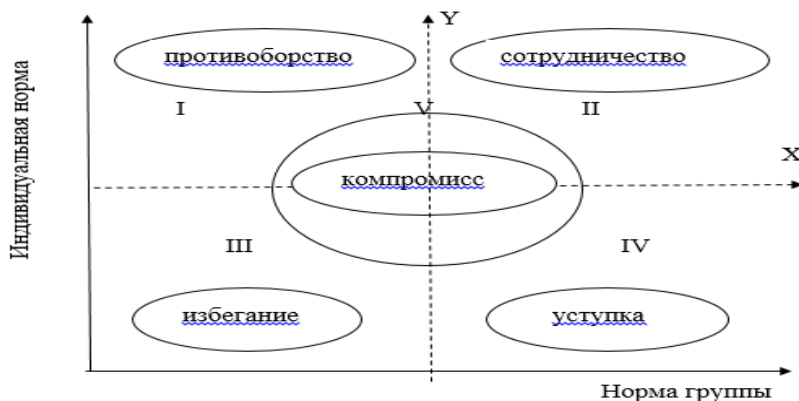 Y
противоборство
сотрудничество
I
V
II
X
компромисс
Индивидуальная норма
III
IV
избегание
уступка
Норма группы